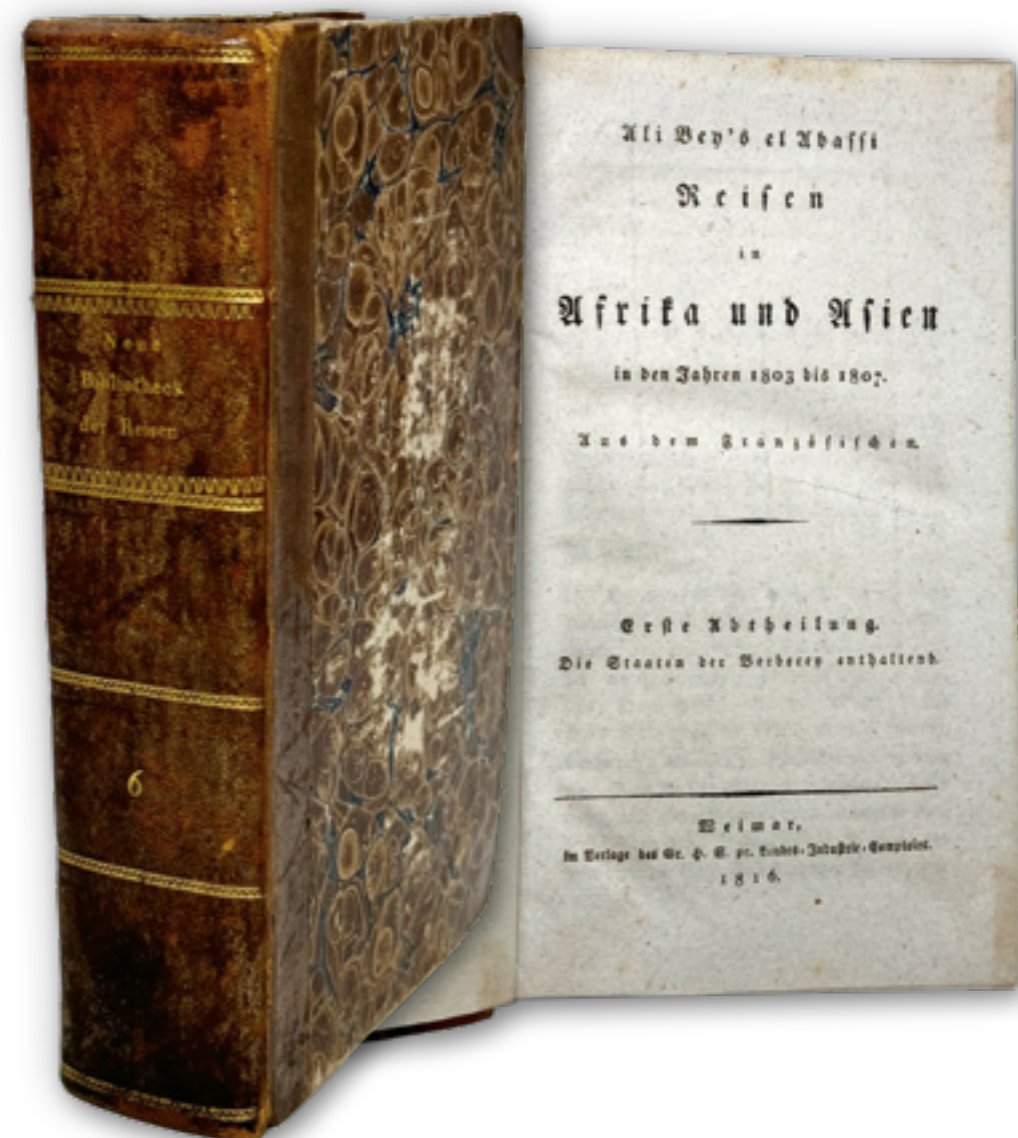 Neue
Bibliotheck
der Reisen
6
Ali Bey's el Abassi
Reisen
in
Afrika und Asien
in den Jahren 1803 bis 1807.
Aus dem Französischen.
Erste Abtheilung.
Die Staaten der Berberey enthaltend.
Weimar,
im Verlage des Gr. H. S. pr. Landes-Industrie-Comptoirs.
1816.